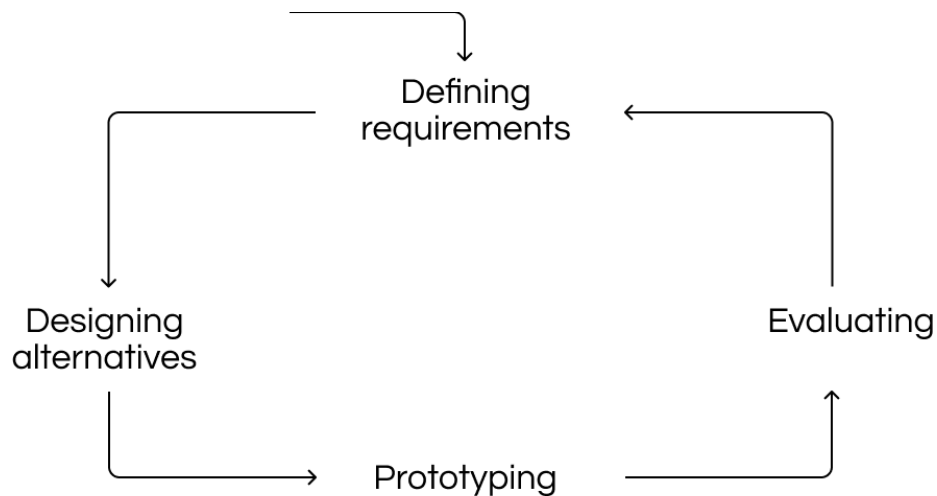 Defining
requirements
Designing
alternatives
Evaluating
Prototyping